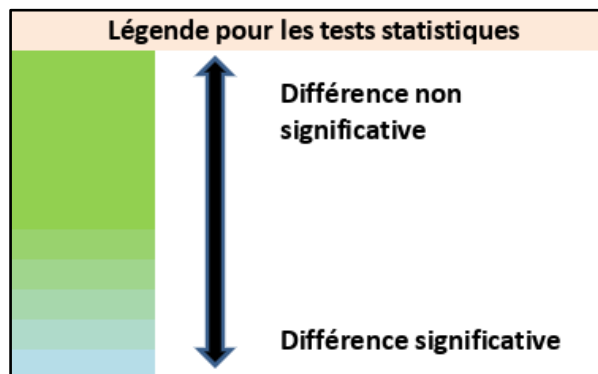 Légende pour les tests statistiques
Différence non
significative
Différence significative